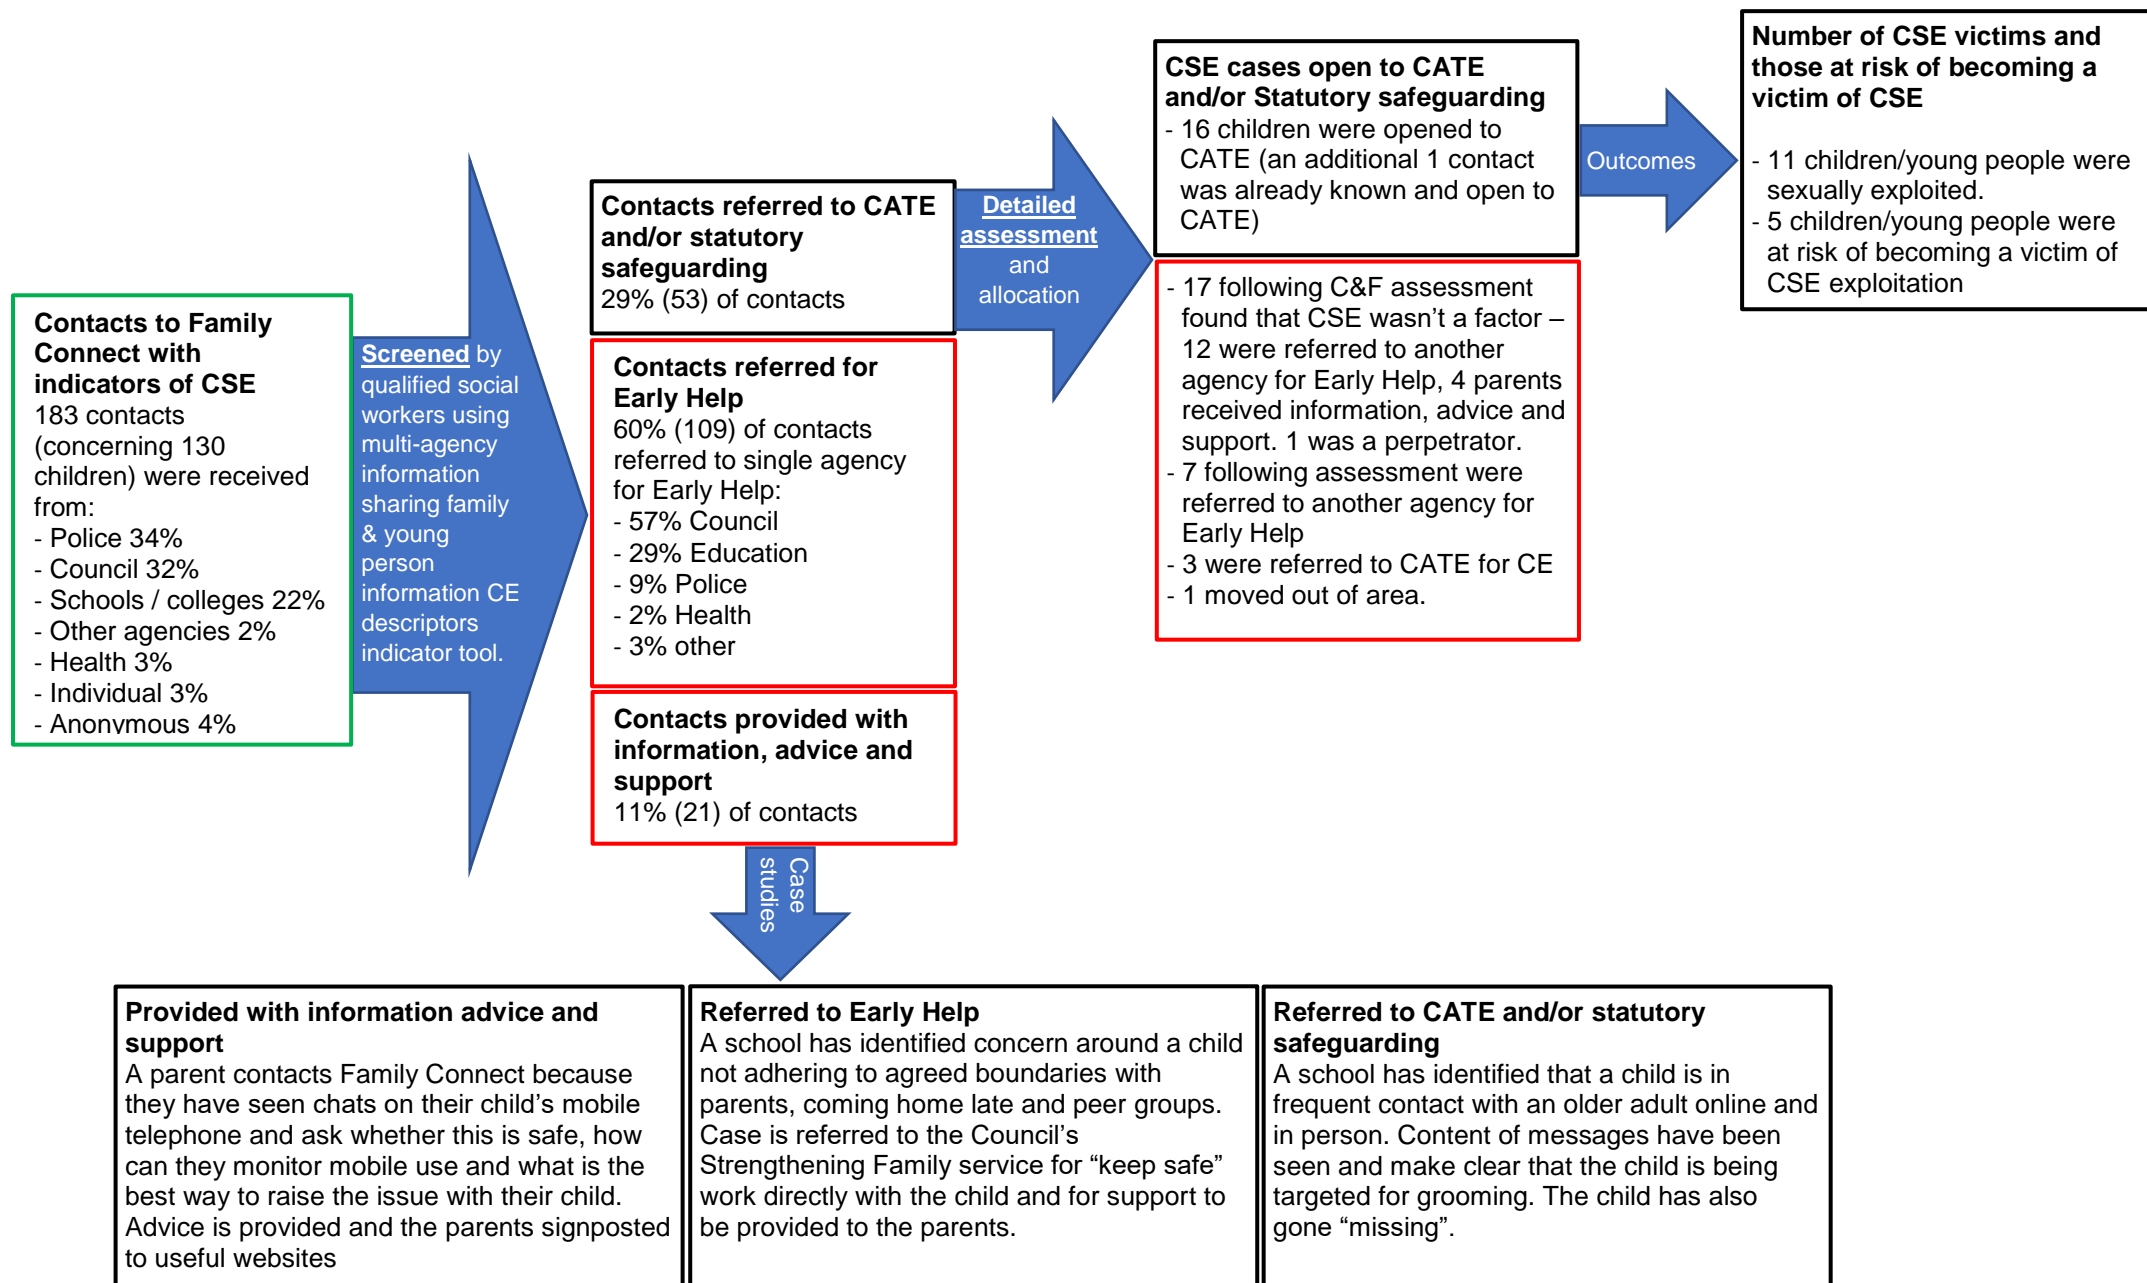 Contacts to Family
Connect with
indicators of CSE
183 contacts
(concerning 130
children) were received
from:
- Police 34%
- Council 32%
- Schools / colleges 22%
- Other agencies 2%
- Health 3%
- Individual 3%
- Anonymous 4%
Screened by
qualified social
workers using
multi-agency
information
sharing family
& young
person
information CE
descriptors
indicator tool.
Contacts referred to CATE
and/or statutory
safeguarding
29% (53) of contacts
Contacts referred for
Early Help
60% (109) of contacts
referred to single agency
for Early Help:
- 57% Council
- 29% Education
- 9% Police
- 2% Health
- 3% other
Contacts provided with
information, advice and
support
11% (21) of contacts
Detailed
assessment
and
allocation
CSE cases open to CATE
and/or Statutory safeguarding
- 16 children were opened to
CATE (an additional 1 contact
was already known and open to
CATE)
- 17 following C&F assessment
found that CSE wasn't a factor –
12 were referred to another
agency for Early Help, 4 parents
received information, advice and
support. 1 was a perpetrator.
- 7 following assessment were
referred to another agency for
Early Help
- 3 were referred to CATE for CE
- 1 moved out of area.
Outcomes
Number of CSE victims and
those at risk of becoming a
victim of CSE
- 11 children/young people were
sexually exploited.
- 5 children/young people were
at risk of becoming a victim of
CSE exploitation
Case
studies
Provided with information advice and
support
A parent contacts Family Connect because
they have seen chats on their child's mobile
telephone and ask whether this is safe, how
can they monitor mobile use and what is the
best way to raise the issue with their child.
Advice is provided and the parents signposted
to useful websites
Referred to Early Help
A school has identified concern around a child
not adhering to agreed boundaries with
parents, coming home late and peer groups.
Case is referred to the Council's
Strengthening Family service for “keep safe”
work directly with the child and for support to
be provided to the parents.
Referred to CATE and/or statutory
safeguarding
A school has identified that a child is in
frequent contact with an older adult online and
in person. Content of messages have been
seen and make clear that the child is being
targeted for grooming. The child has also
gone “missing”.